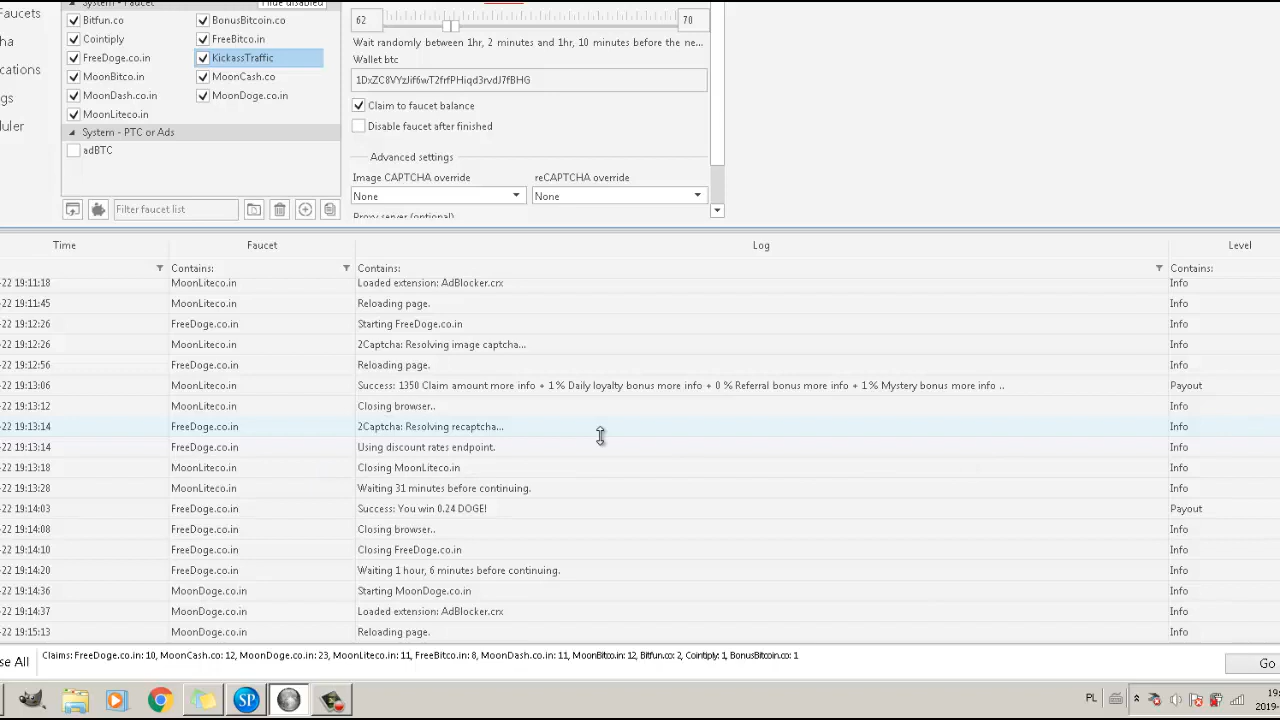 Faucets
System - Faucet
Hide disabled
Bitfun.co BonusBitcoin.co
Cointiply FreeBitco.in
FreeDoge.co.in KickassTraffic
MoonBitco.in MoonCash.co
MoonDash.co.in MoonDoge.co.in
MoonLiteco.in
System - PTC or Ads
adBTC
Filter faucet list
ha
cations
gs
duler
62 70
Wait randomly between 1hr, 2 minutes and 1hr, 10 minutes before the ne...
Wallet btc
1DxZC8VYzJif6wT2frfPHiqd3rvdJ7fBHG
Claim to faucet balance
Disable faucet after finished
Advanced settings
Image CAPTCHA override reCAPTCHA override
None None
Proxy server (optional)
Time Faucet Log Level
Contains: Contains: Contains:
-22 19:11:18 MoonLiteco.in Loaded extension: AdBlocker.crx Info
-22 19:11:45 MoonLiteco.in Reloading page. Info
-22 19:12:26 FreeDoge.co.in Starting FreeDoge.co.in Info
-22 19:12:26 MoonLiteco.in 2Captcha: Resolving image captcha... Info
-22 19:12:56 FreeDoge.co.in Reloading page. Info
-22 19:13:06 MoonLiteco.in Success: 1350 Claim amount more info + 1 % Daily loyalty bonus more info + 0 % Referral bonus more info + 1 % Mystery bonus more info .. Payout
-22 19:13:12 MoonLiteco.in Closing browser.. Info
-22 19:13:14 FreeDoge.co.in 2Captcha: Resolving recaptcha... Info
-22 19:13:14 FreeDoge.co.in Using discount rates endpoint. Info
-22 19:13:18 MoonLiteco.in Closing MoonLiteco.in Info
-22 19:13:28 MoonLiteco.in Waiting 31 minutes before continuing. Info
-22 19:14:03 FreeDoge.co.in Success: You win 0.24 DOGE! Payout
-22 19:14:08 FreeDoge.co.in Closing browser.. Info
-22 19:14:10 FreeDoge.co.in Closing FreeDoge.co.in Info
-22 19:14:20 FreeDoge.co.in Waiting 1 hour, 6 minutes before continuing. Info
-22 19:14:36 MoonDoge.co.in Starting MoonDoge.co.in Info
-22 19:14:37 MoonDoge.co.in Loaded extension: AdBlocker.crx Info
-22 19:15:13 MoonDoge.co.in Reloading page. Info
se All Claims: FreeDoge.co.in: 10, MoonCash.co: 12, MoonDoge.co.in: 23, MoonLiteco.in: 11, FreeBitco.in: 8, MoonDash.co.in: 11, MoonBitco.in: 12, Bitfun.co: 2, Cointiply: 1, BonusBitcoin.co: 1 Go
SP PL 19:
2019-